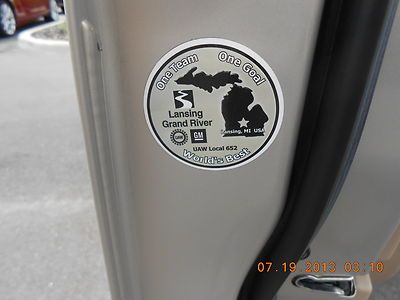 One Team One Goal
Lansing
Grand River
Lansing, MI USA
UAW
GM
UAW Local 652
World's Best
07.19 2013 03:10